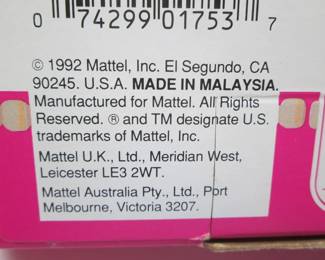 0 74299 01753 7
© 1992 Mattel, Inc. El Segundo, CA
90245. U.S.A. MADE IN MALAYSIA.
Manufactured for Mattel. All Rights
Reserved. ® and TM designate U.S.
trademarks of Mattel, Inc.
Mattel U.K., Ltd., Meridian West,
Leicester LE3 2WT.
Mattel Australia Pty., Ltd., Port
Melbourne, Victoria 3207.